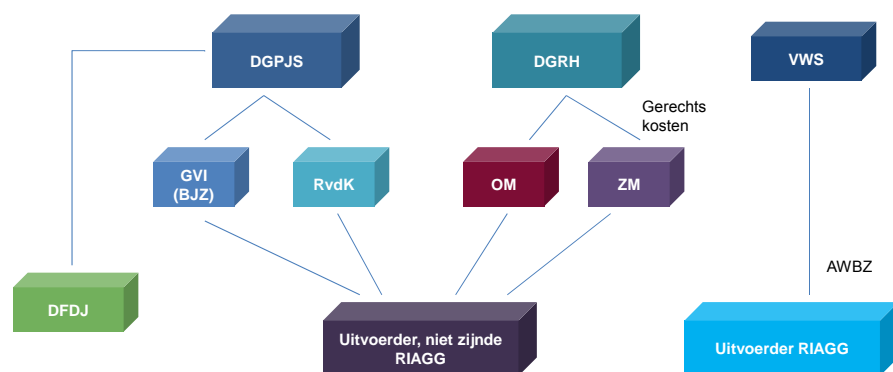 DGPJS
DGRH
VWS
Gerechts
kosten
GVI
(BJZ)
RvdK
OM
ZM
AWBZ
DFDJ
Uitvoerder, niet zijnde
RIAGG
Uitvoerder RIAGG